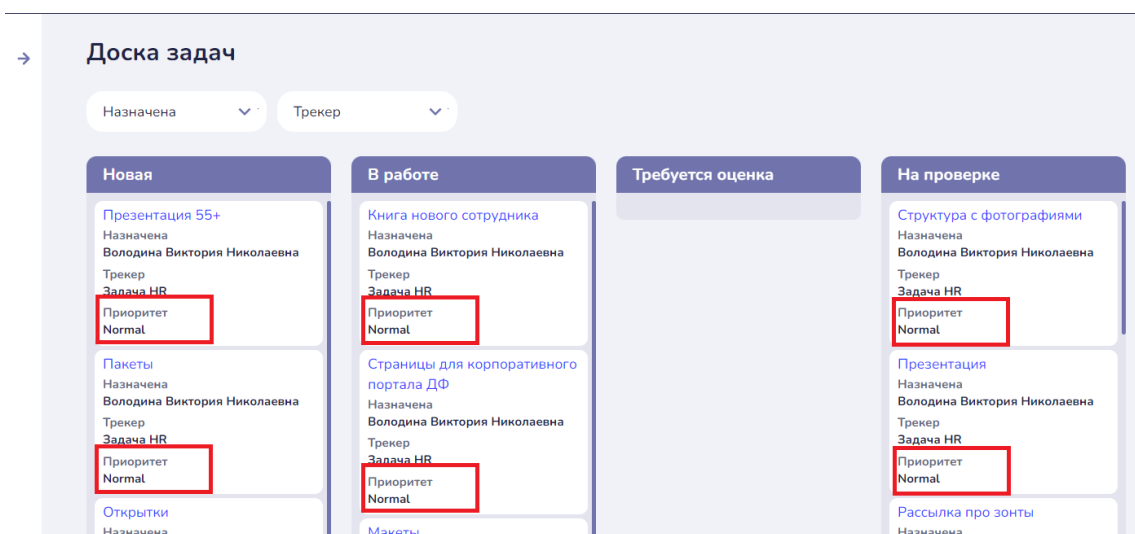 Доска задач
Назначена
Трекер
Новая
Презентация 55+
Назначена
Володина Виктория Николаевна
Трекер
Задача HR
Приоритет
Normal
Пакеты
Назначена
Володина Виктория Николаевна
Трекер
Задача HR
Приоритет
Normal
Открытки
Назначена
В работе
Книга нового сотрудника
Назначена
Володина Виктория Николаевна
Трекер
Задача HR
Приоритет
Normal
Страницы для корпоративного
портала ДФ
Назначена
Володина Виктория Николаевна
Трекер
Задача HR
Приоритет
Normal
Макеты
Требуется оценка
На проверке
Структура с фотографиями
Назначена
Володина Виктория Николаевна
Трекер
Задача HR
Приоритет
Normal
Презентация
Назначена
Володина Виктория Николаевна
Трекер
Задача HR
Приоритет
Normal
Рассылка про зонты
Назначена